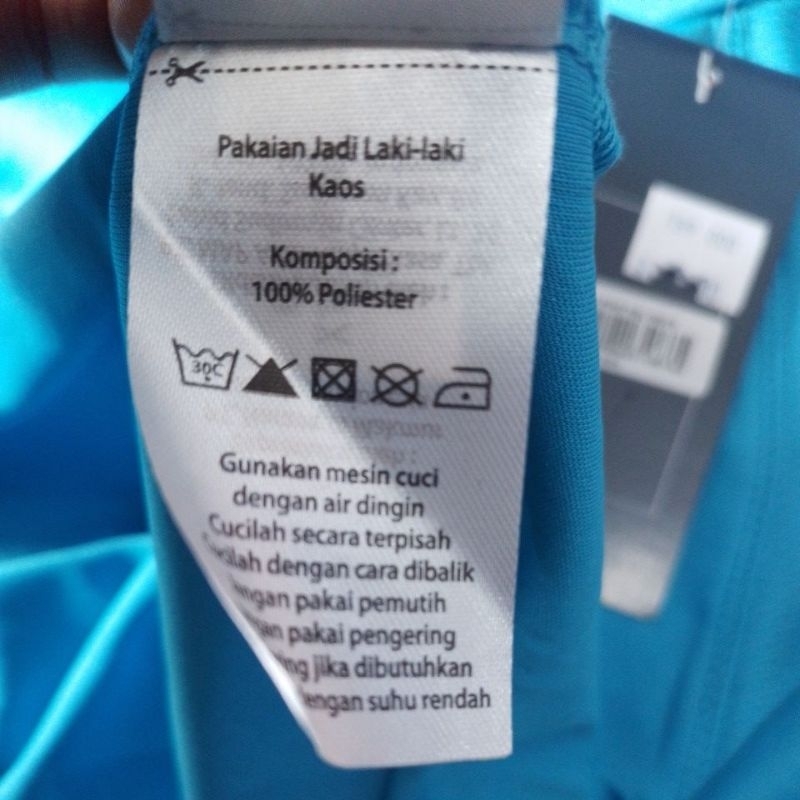 Pakaian Jadi Laki-laki
Kaos
Komposisi :
100% Poliester
30C
Gunakan mesin cuci
dengan air dingin
Cucilah secara terpisah
Cucilah dengan cara dibalik
pakai pemutih
pakai pengering
jika dibutuhkan
dengan suhu rendah